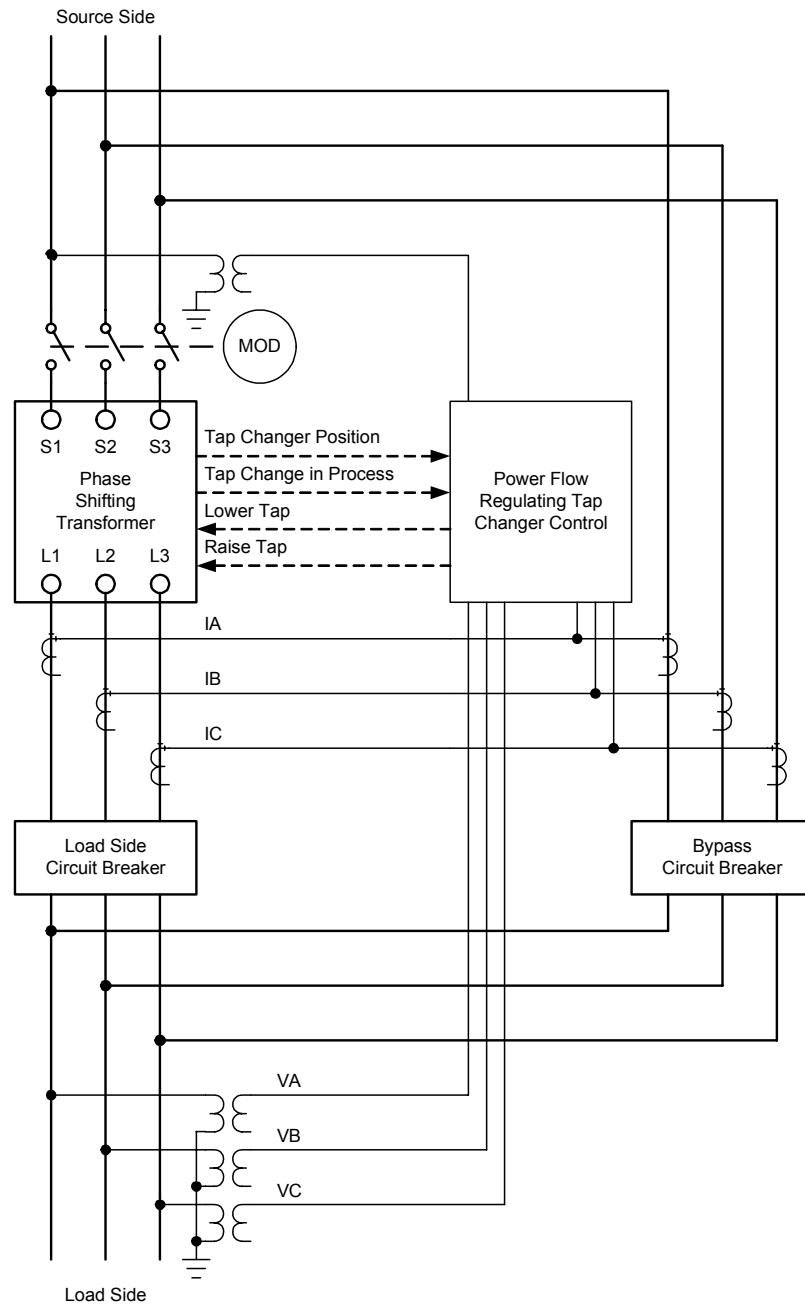 Source Side
MOD
S1 S2 S3
Phase
Shifting
Transformer
L1 L2 L3
Tap Changer Position
Tap Change in Process
Lower Tap
Raise Tap
Power Flow
Regulating Tap
Changer Control
IA
IB
IC
Load Side
Circuit Breaker
Bypass
Circuit Breaker
VA
VB
VC
Load Side